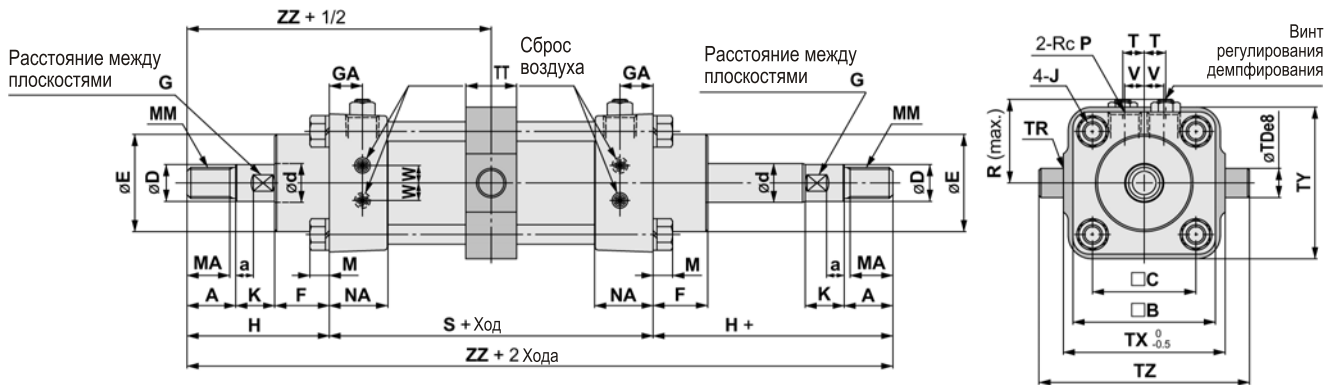 ZZ + 1/2
Расстояние между
плоскостями
G
MM
GA
Сброс
воздуха
TT
GA
Расстояние между
плоскостями
G
MM
øE
øD
ød
W W
ød
øD
øE
MA
a
M
M
a
MA
A
K
F
NA
NA
F
K
A
H
S + Ход
H +
ZZ + 2 Хода
2-Rc P
T T
V V
4-J
Винт
регулирования
демпфирования
R (max.)
TR
øTDe8
TY
□C
□B
TX 0
-0.5
TZ